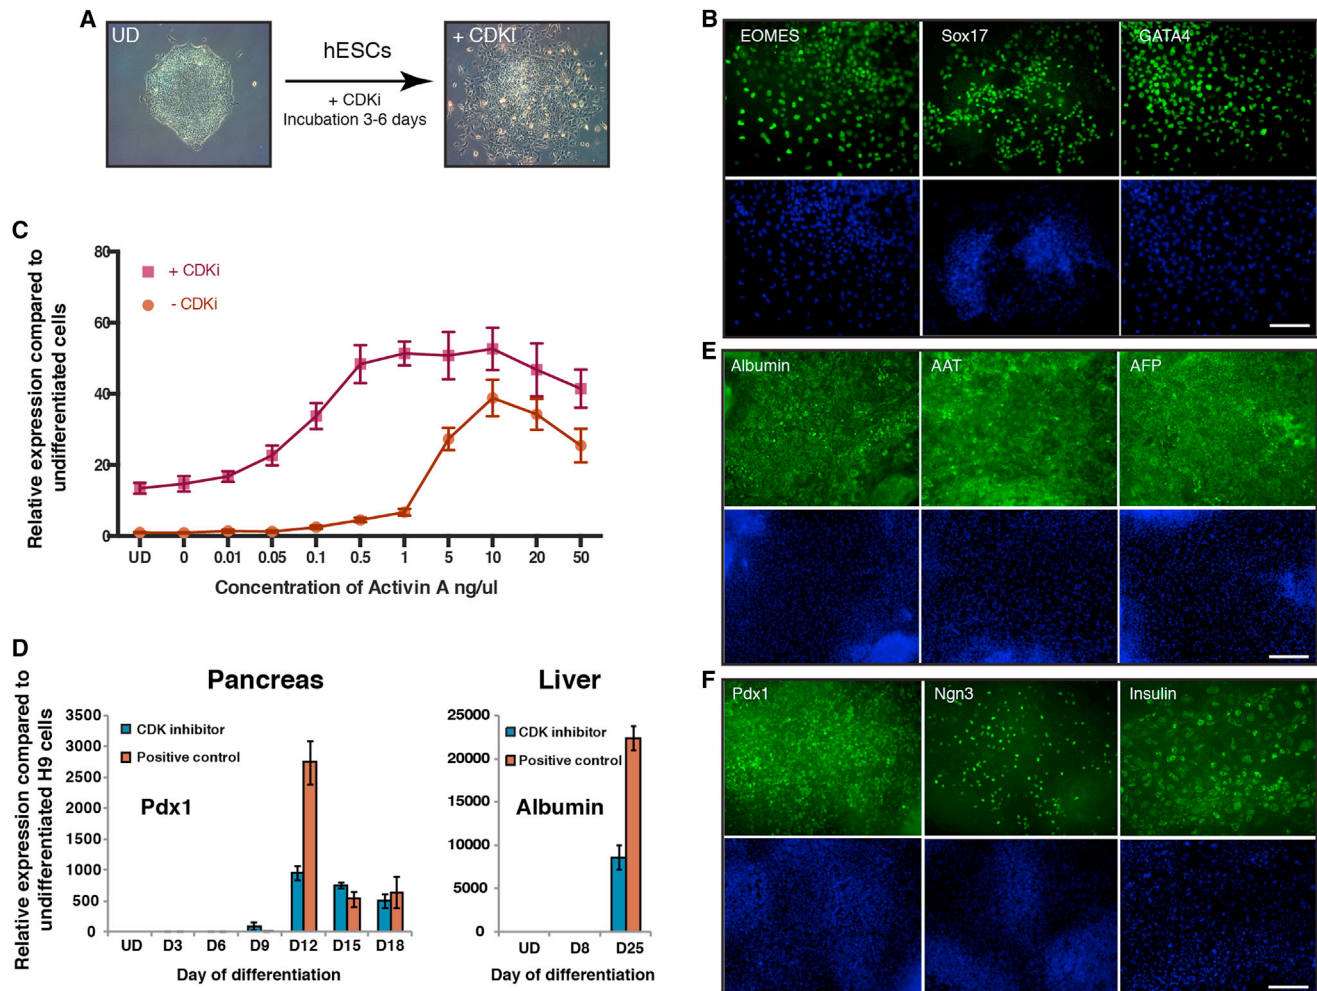 A
UD
hESCs
+ CDKi
Incubation 3-6 days
+ CDKi
B
EOMES
Sox17
GATA4
C
Relative expression compared to
undifferentiated cells
80
60
40
20
0
+ CDKi
- CDKi
UD 0 0.01 0.05 0.1 0.5 1 5 10 20 50
Concentration of Activin A ng/ul
E
Albumin
AAT
AFP
D
Relative expression compared to
undifferentiated H9 cells
Pancreas
3500
3000
2500
2000
1500
1000
500
0
CDK inhibitor
Positive control
Pdx1
UD D3 D6 D9 D12 D15 D18
Day of differentiation
Liver
25000
20000
15000
10000
5000
0
CDK inhibitor
Positive control
Albumin
UD D8 D25
Day of differentiation
F
Pdx1
Ngn3
Insulin